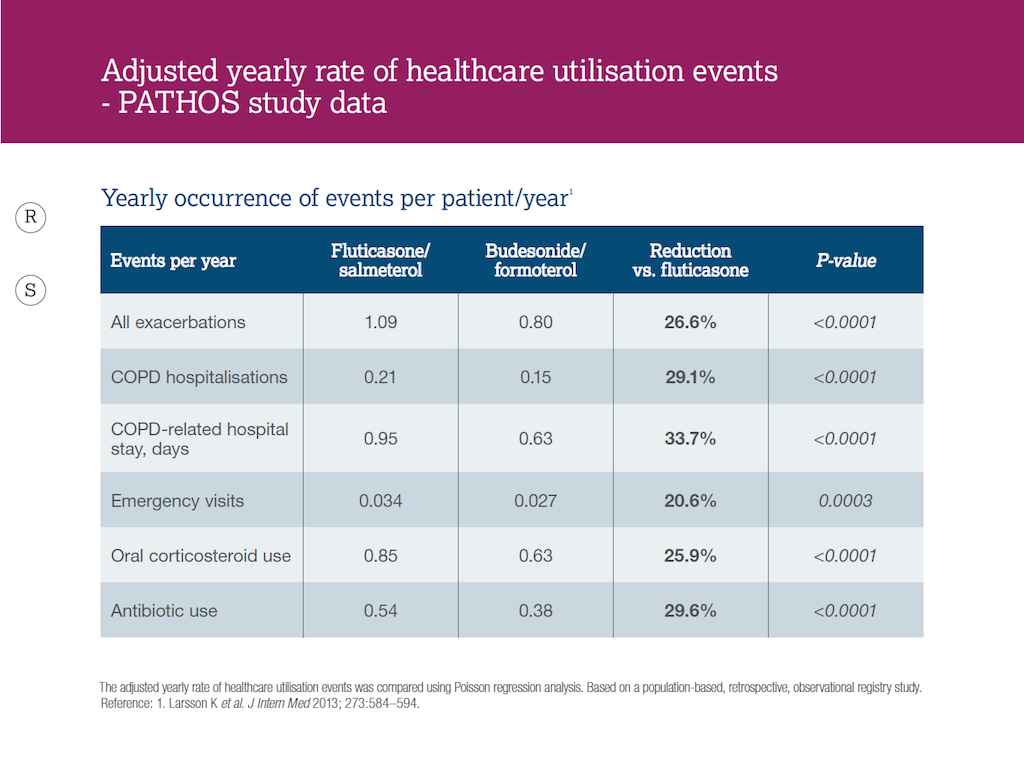 Adjusted yearly rate of healthcare utilisation events
- PATHOS study data
Yearly occurrence of events per patient/year¹
R
S
Events per year
Fluticasone/
salmeterol
Budesonide/
formoterol
Reduction
vs. fluticasone
P-value
All exacerbations 1.09 0.80 26.6% <0.0001
COPD hospitalisations 0.21 0.15 29.1% <0.0001
COPD-related hospital
stay, days 0.95 0.63 33.7% <0.0001
Emergency visits 0.034 0.027 20.6% 0.0003
Oral corticosteroid use 0.85 0.63 25.9% <0.0001
Antibiotic use 0.54 0.38 29.6% <0.0001
The adjusted yearly rate of healthcare utilisation events was compared using Poisson regression analysis. Based on a population-based, retrospective, observational registry study.
Reference: 1. Larsson K et al. J Intern Med 2013; 273:584–594.